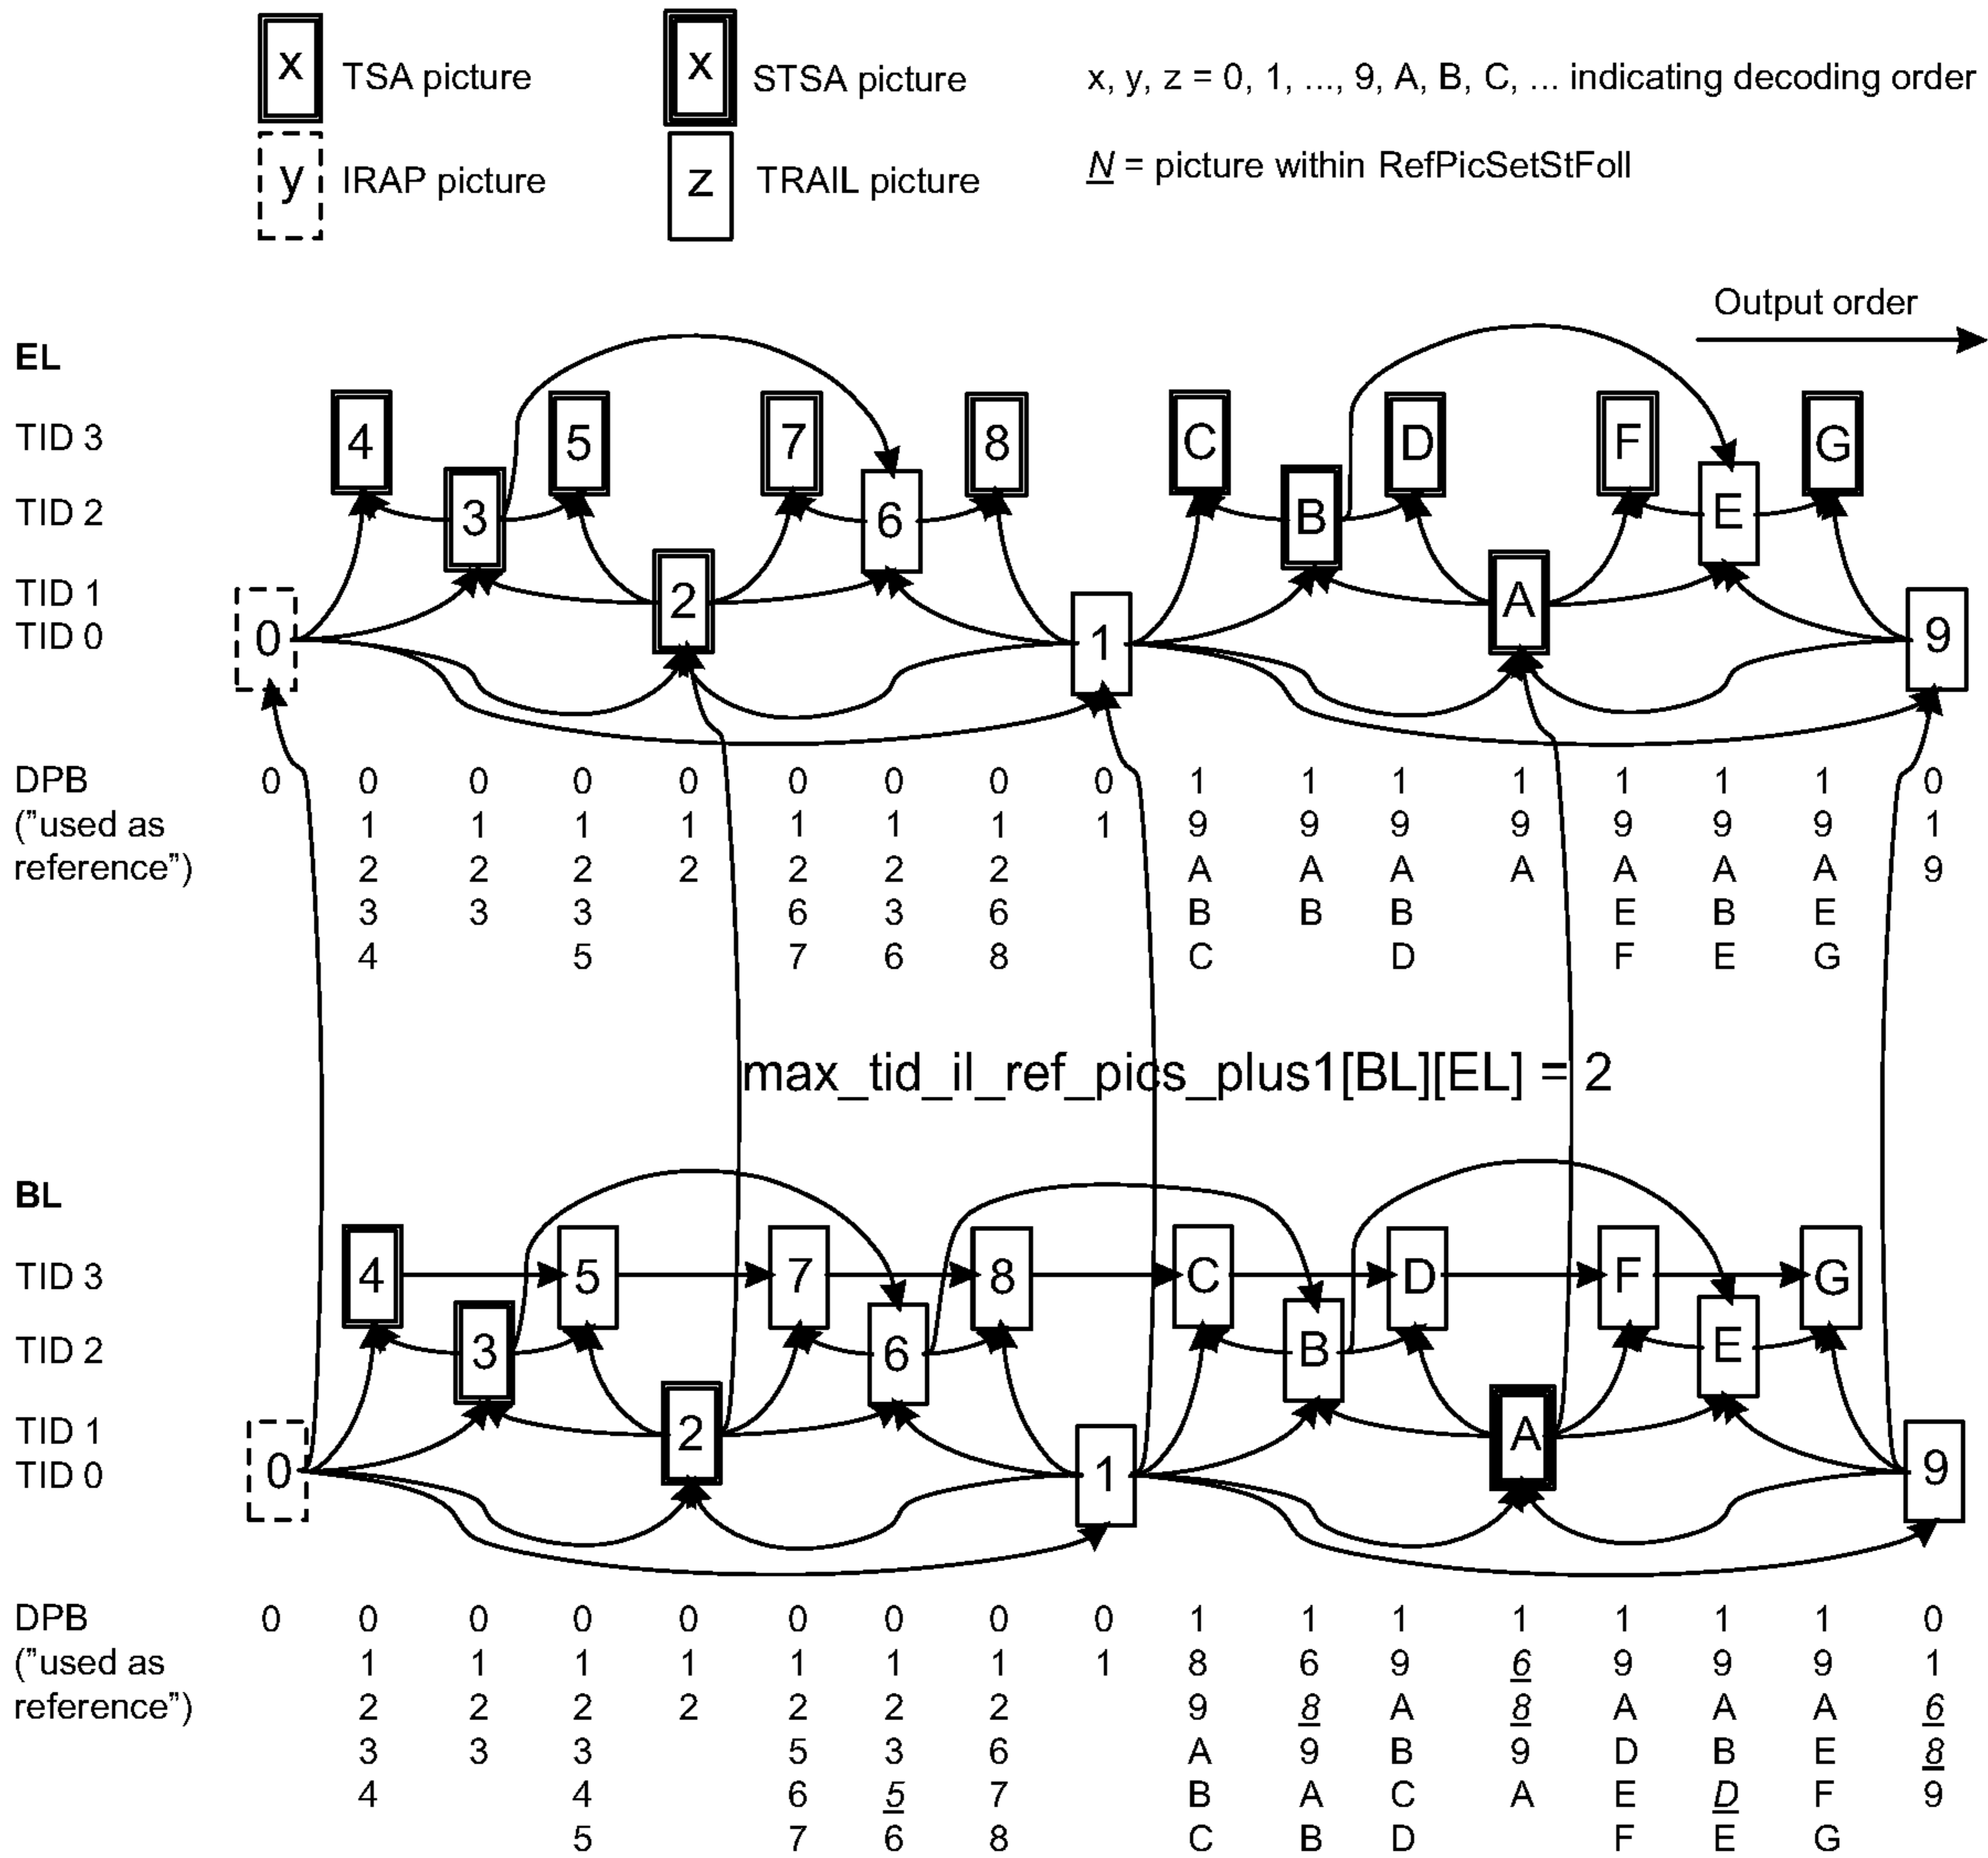 x TSA picture x STSA picture x, y, z = 0, 1, ..., 9, A, B, C, ... indicating decoding order
y IRAP picture z TRAIL picture N = picture within RefPicSetStFoll
Output order
EL
TID 3 4 5 7 8 C D F G
TID 2 3 6 B E
TID 1 2 A
TID 0 0 1 9
DPB 0 0 0 0 0 0 0 0 0 1 1 1 1 1 1 1 0
("used as 1 1 1 1 1 1 1 1 9 9 9 9 9 9 9 1
reference") 2 2 2 2 2 2 2 A A A A A A A 9
3 3 3 6 3 6 B B B E B E
4 5 7 6 8 C D F E G
max_tid_il_ref_pics_plus1[BL][EL] = 2
BL
TID 3 4 5 7 8 C D F G
TID 2 3 6 B E
TID 1 2 A
TID 0 0 1 9
DPB 0 0 0 0 0 0 0 0 0 1 1 1 1 1 1 1 0
("used as 1 1 1 1 1 1 1 1 8 6 9 6 9 9 9 1
reference") 2 2 2 2 2 2 2 9 8 A 8 A A A 6
3 3 3 5 3 6 A 9 B 9 D B E 8
4 4 6 5 7 B A C A E D F 9
5 7 6 8 C B D F E G